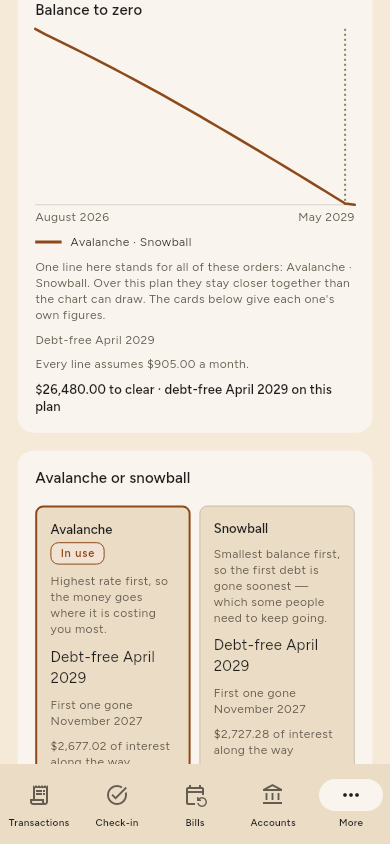 Balance to zero
August 2026
May 2029
Avalanche · Snowball
One line here stands for all of these orders: Avalanche ·
Snowball. Over this plan they stay closer together than
the chart can draw. The cards below give each one's
own figures.
Debt-free April 2029
Every line assumes $905.00 a month.
$26,480.00 to clear · debt-free April 2029 on this
plan
Avalanche or snowball
Avalanche
In use
Highest rate first, so
the money goes
where it is costing
you most.
Debt-free April
2029
First one gone
November 2027
$2,677.02 of interest
along the way
Snowball
Smallest balance first,
so the first debt is
gone soonest —
which some people
need to keep going.
Debt-free April
2029
First one gone
November 2027
$2,727.28 of interest
along the way
Transactions
Check-in
Bills
Accounts
More